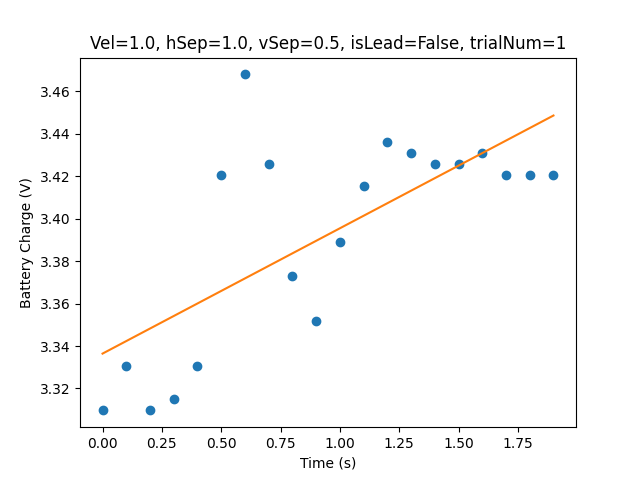 Vel=1.0, hSep=1.0, vSep=0.5, isLead=False, trialNum=1
3.46
3.44
3.42
3.40
3.38
3.36
3.34
3.32
Battery Charge (V)
0.00 0.25 0.50 0.75 1.00 1.25 1.50 1.75
Time (s)